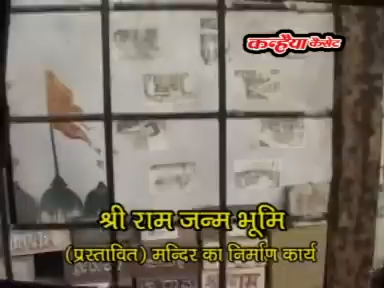 कन्हैया कैसेट
श्री राम जन्म भूमि
(प्रस्तावित) मन्दिर का निर्माण कार्य